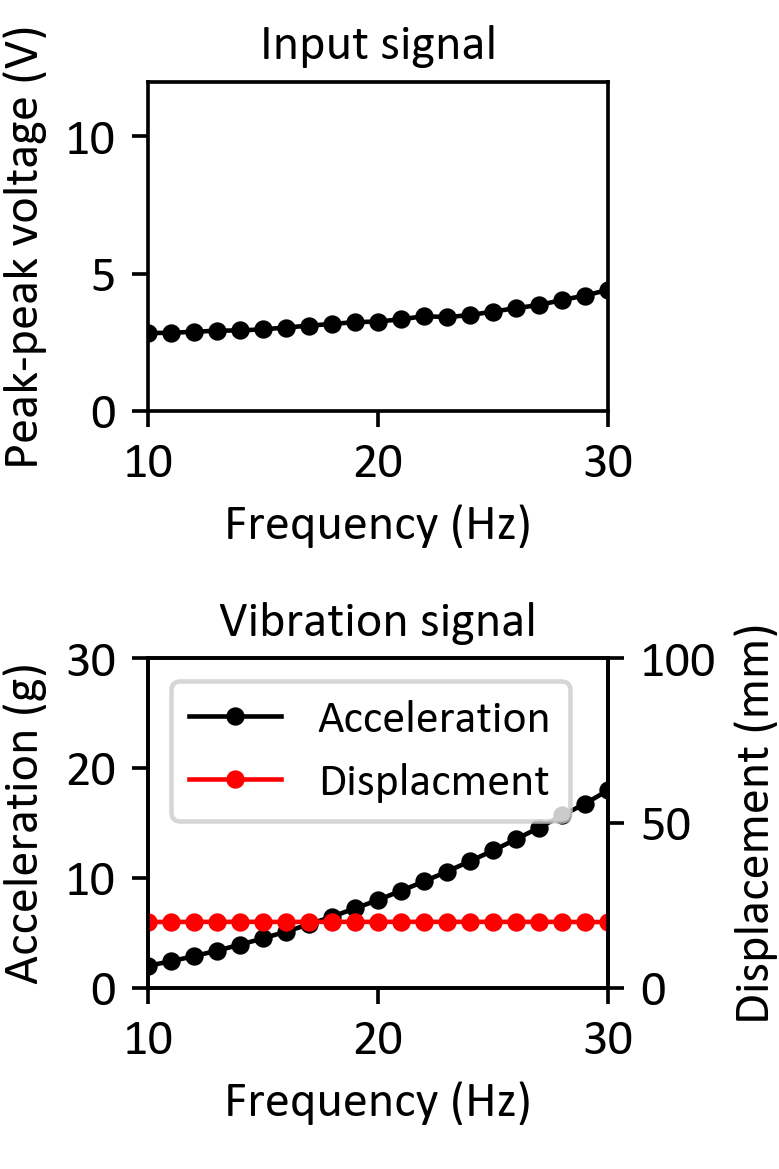 Input signal
Peak-peak voltage (V)
10
5
0
10 20 30
Frequency (Hz)
Vibration signal
Acceleration (g)
30
20
10
0
Acceleration
Displacment
100
50
0
Displacement (mm)
10 20 30
Frequency (Hz)